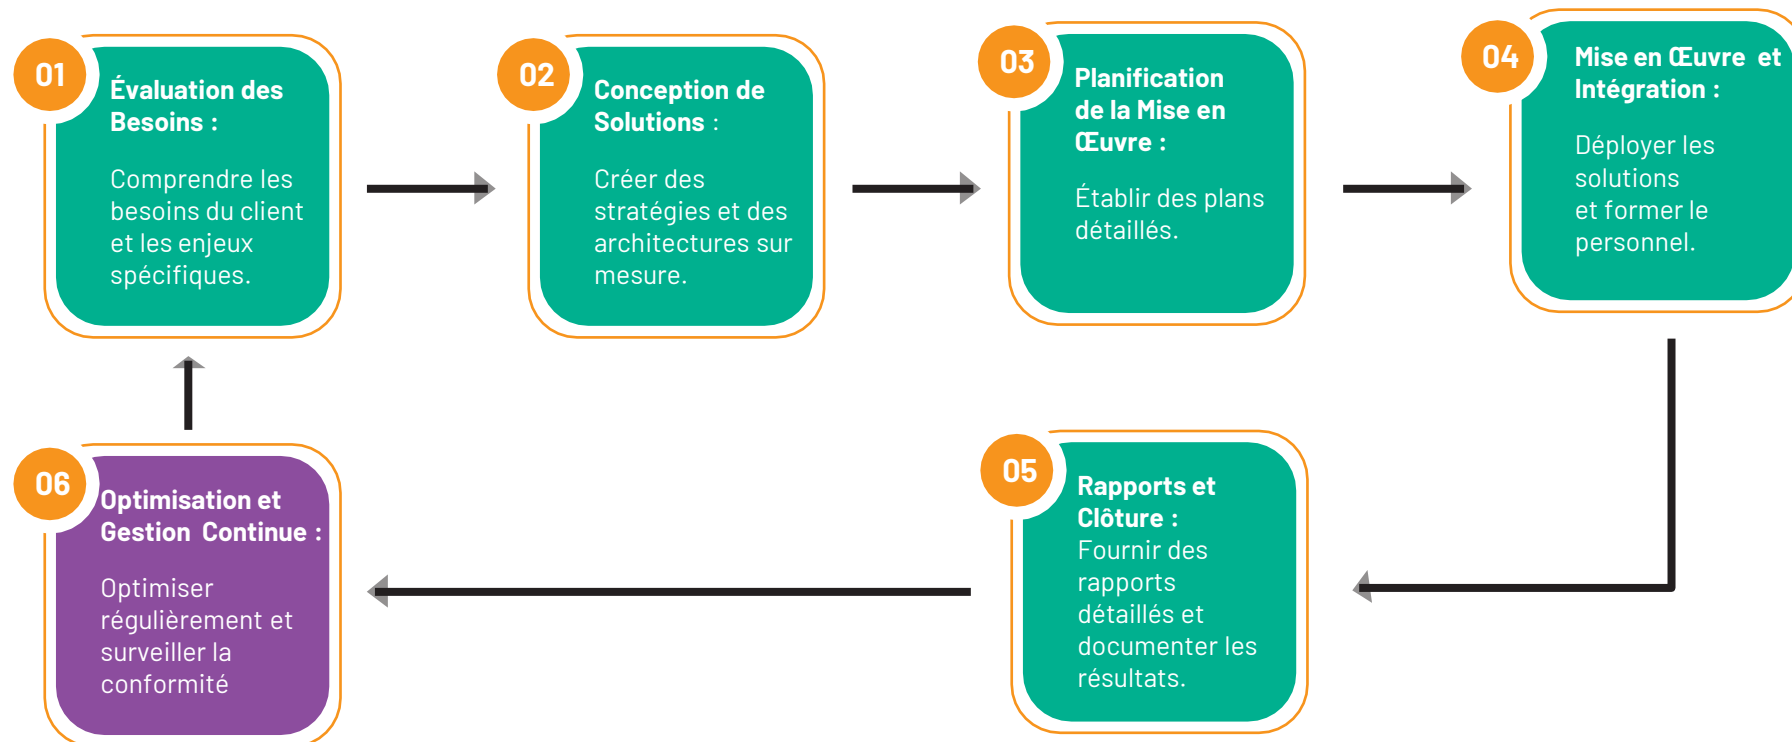 01
Évaluation des
Besoins :
Comprendre les
besoins du client
et les enjeux
spécifiques.
02
Conception de
Solutions :
Créer des
stratégies et des
architectures sur
mesure.
03
Planification
de la Mise en
Œuvre :
Établir des plans
détaillés.
04
Mise en Œuvre et
Intégration :
Déployer les
solutions
et former le
personnel.
05
Rapports et
Clôture :
Fournir des
rapports
détaillés et
documenter les
résultats.
06
Optimisation et
Gestion Continue :
Optimiser
régulièrement et
surveiller la
conformité